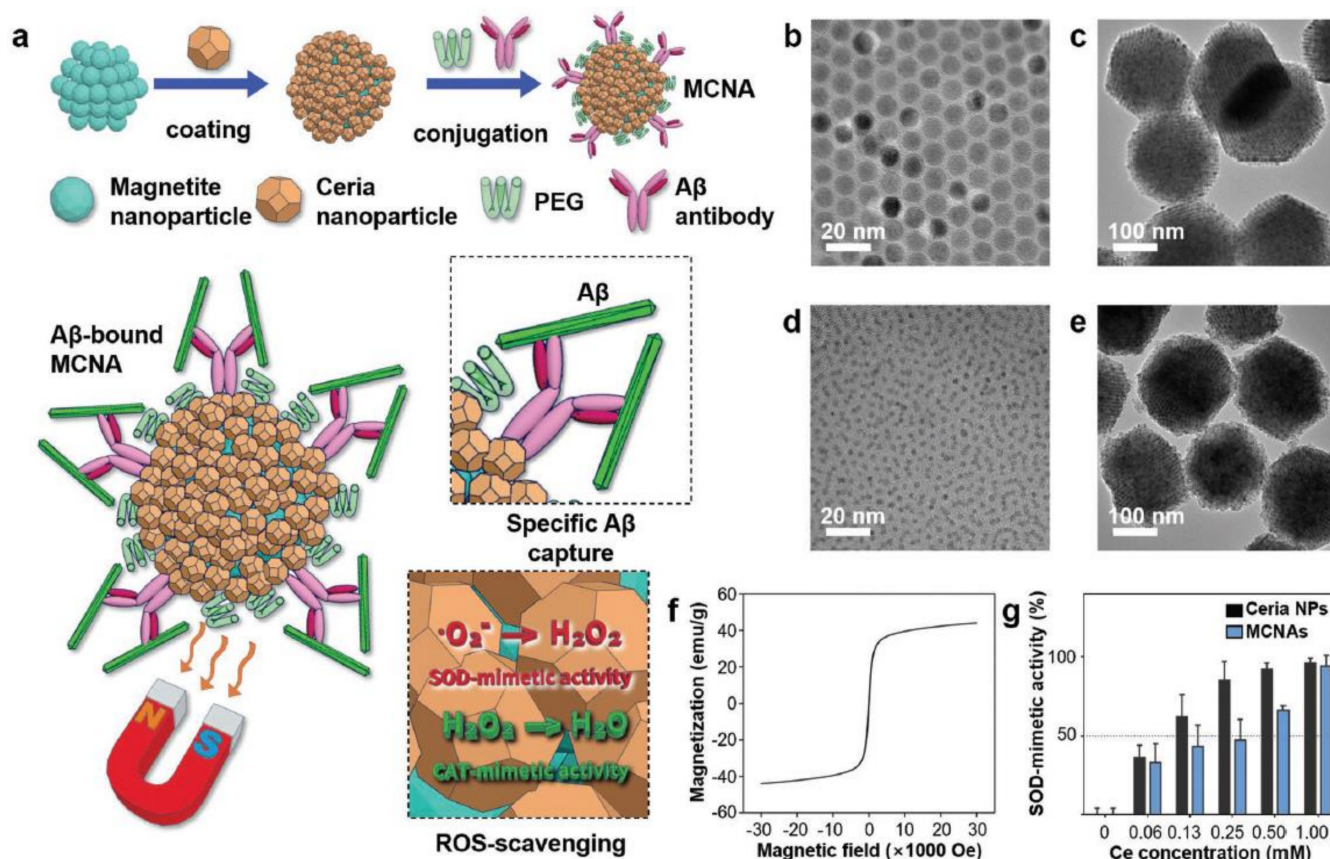 a
coating
conjugation
MCNA
Magnetite
nanoparticle
Ceria
nanoparticle
PEG
Aβ
antibody
Aβ-bound
MCNA
Aβ
Specific Aβ
capture
N
S
·O₂⁻ → H₂O₂
SOD-mimetic activity
H₂O₂ → H₂O
CAT-mimetic activity
ROS-scavenging
b
20 nm
c
100 nm
d
20 nm
e
100 nm
f
Magnetization (emu/g)
60
40
20
0
-20
-40
-60
-30 -20 -10 0 10 20 30
Magnetic field (×1000 Oe)
g
Ceria NPs
MCNAs
SOD-mimetic activity (%)
100
50
0 0.06 0.13 0.25 0.50 1.00
Ce concentration (mM)